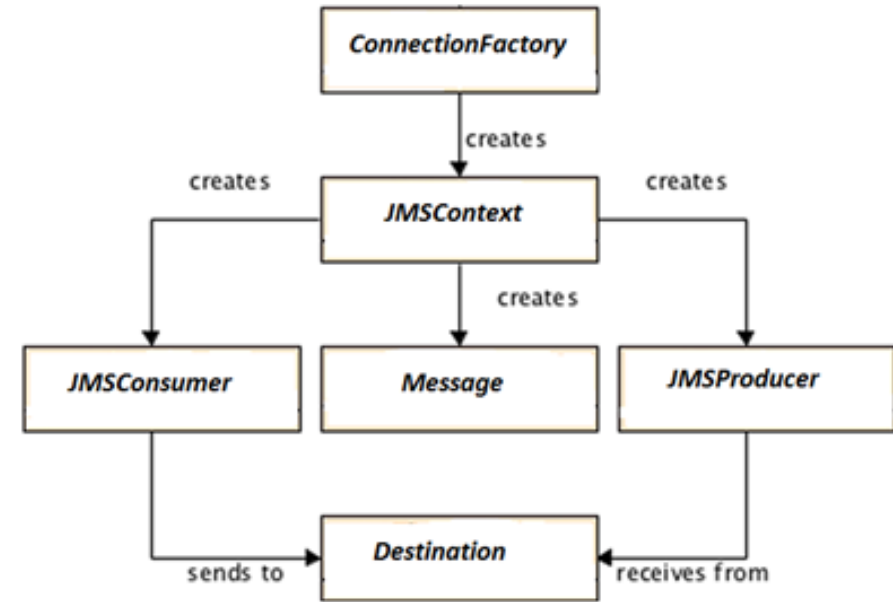 ConnectionFactory
creates
creates
JMSContext
creates
creates
JMSConsumer
Message
JMSProducer
Destination
sends to
receives from